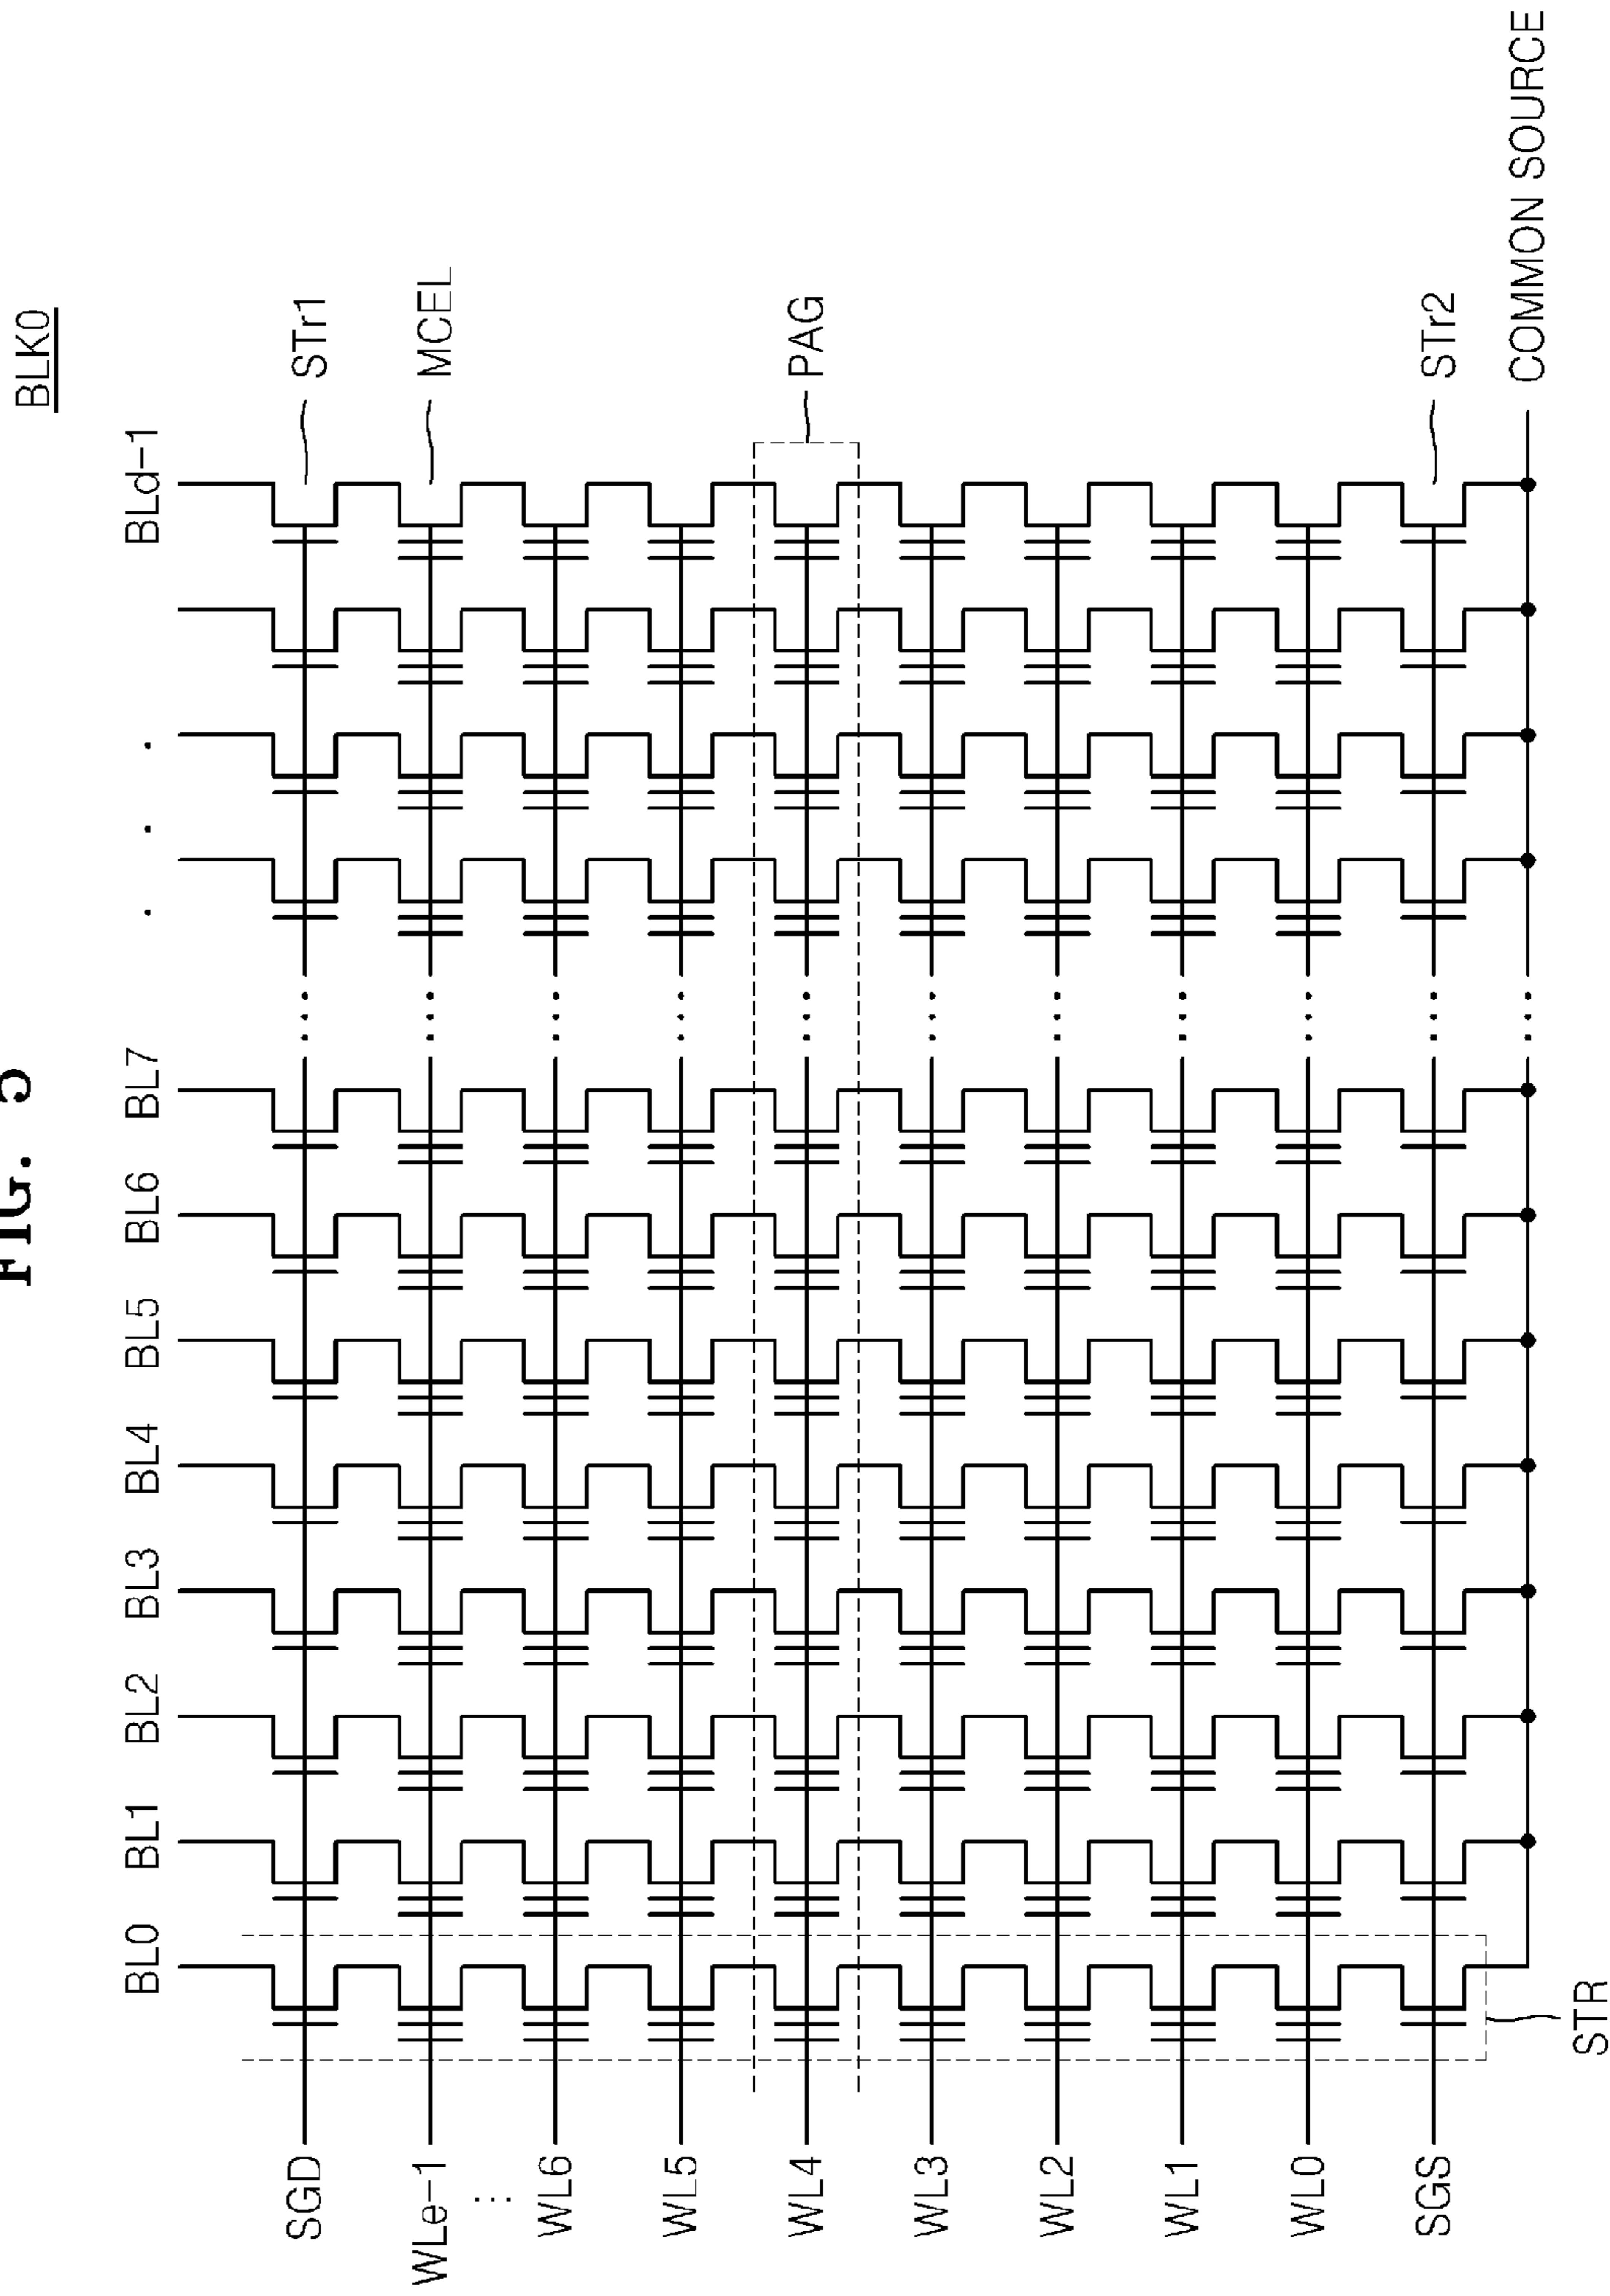 FIG. 5
BLK0
BL0 BL1 BL2 BL3 BL4 BL5 BL6 BL7 ... BLd-1
SGD
STr1
WLe-1
MCEL
⋮
WL6
WL5
WL4
PAG
WL3
WL2
WL1
WL0
SGS
STr2
COMMON SOURCE
STR